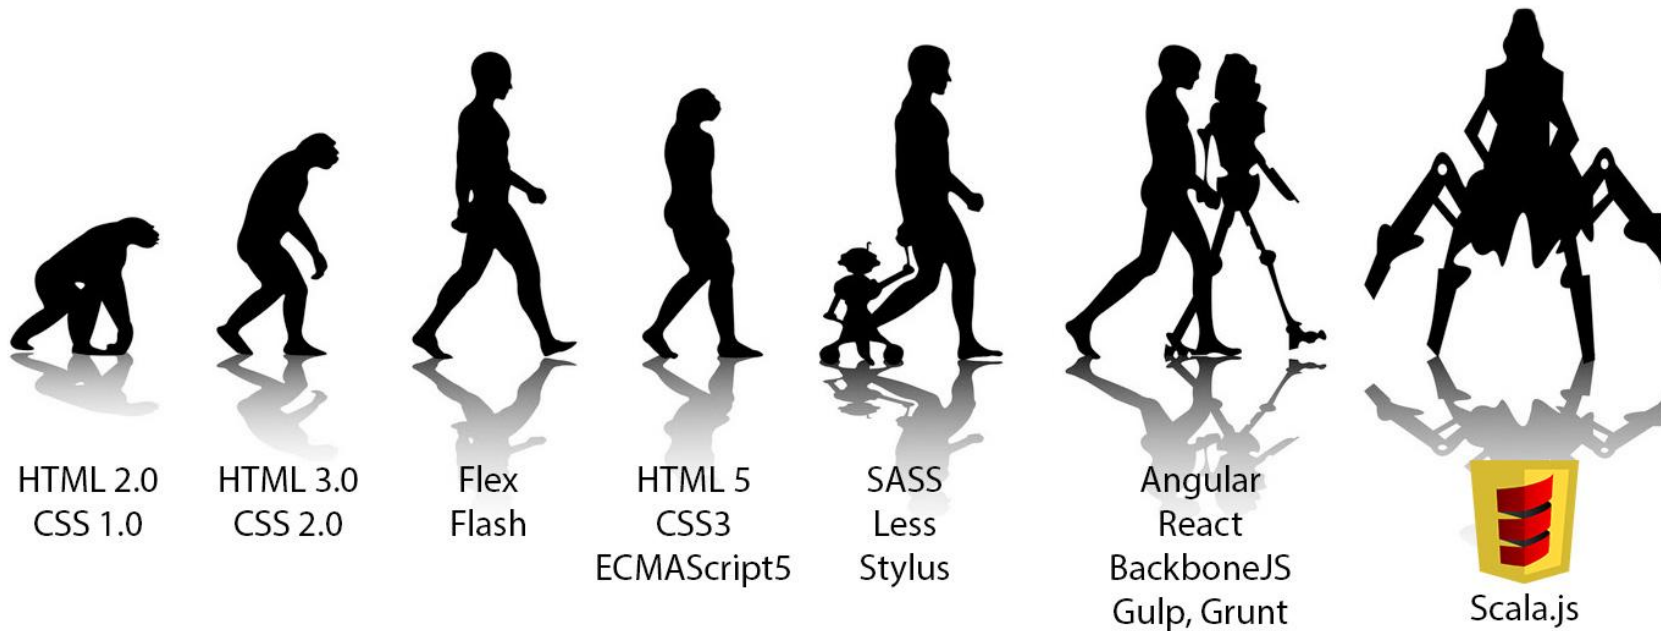 HTML 2.0
CSS 1.0
HTML 3.0
CSS 2.0
Flex
Flash
HTML 5
CSS3
ECMAScript5
SASS
Less
Stylus
Angular
React
BackboneJS
Gulp, Grunt
Scala.js